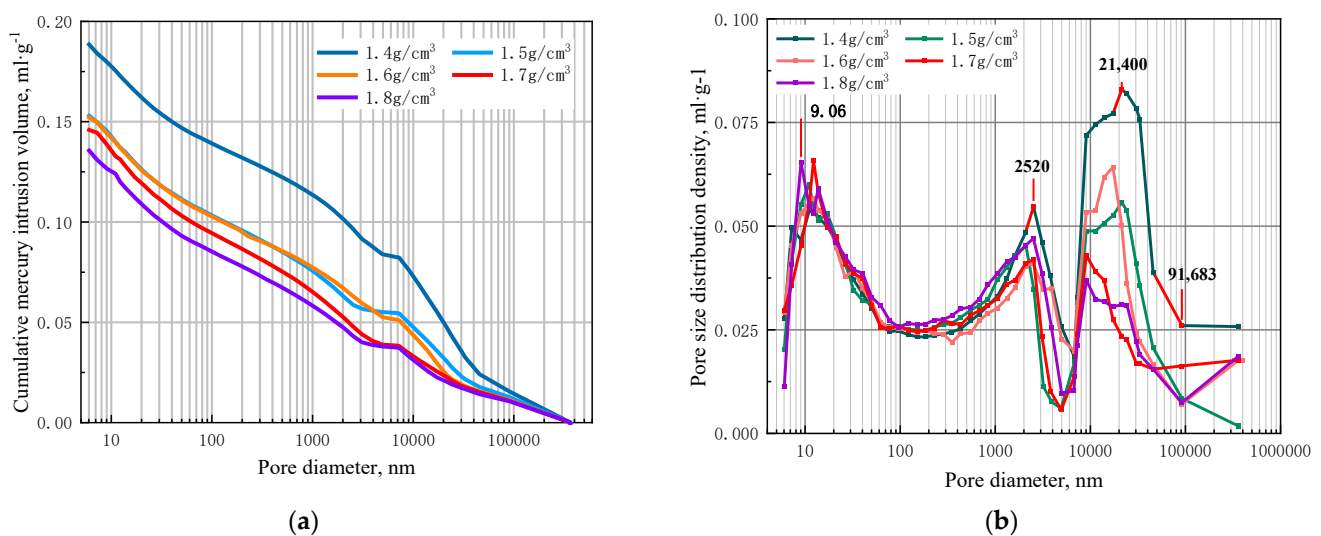 Cumulative mercury intrusion volume, ml·g⁻¹
0.20
0.15
0.10
0.05
0.00
1.4g/cm³ 1.5g/cm³
1.6g/cm³ 1.7g/cm³
1.8g/cm³
10 100 1000 10000 100000
Pore diameter, nm
(a)
Pore size distribution density, ml·g-1
0.100
0.075
0.050
0.025
0.000
1.4g/cm³ 1.5g/cm³
1.6g/cm³ 1.7g/cm³
1.8g/cm³
9.06
2520
21,400
91,683
10 100 1000 10000 100000 1000000
Pore diameter, nm
(b)